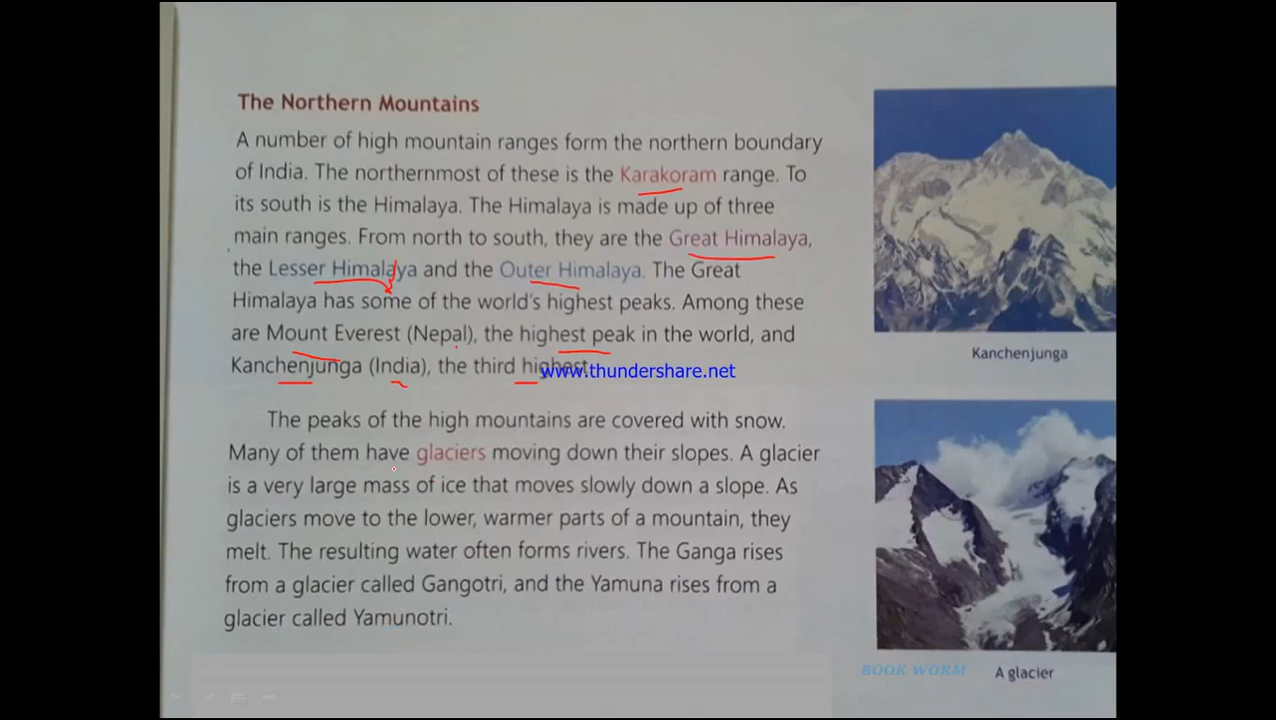 The Northern Mountains
A number of high mountain ranges form the northern boundary
of India. The northernmost of these is the Karakoram range. To
its south is the Himalaya. The Himalaya is made up of three
main ranges. From north to south, they are the Great Himalaya,
the Lesser Himalaya and the Outer Himalaya. The Great
Himalaya has some of the world's highest peaks. Among these
are Mount Everest (Nepal), the highest peak in the world, and
Kanchenjunga (India), the third highest.
www.thundershare.net
The peaks of the high mountains are covered with snow.
Many of them have glaciers moving down their slopes. A glacier
is a very large mass of ice that moves slowly down a slope. As
glaciers move to the lower, warmer parts of a mountain, they
melt. The resulting water often forms rivers. The Ganga rises
from a glacier called Gangotri, and the Yamuna rises from a
glacier called Yamunotri.
Kanchenjunga
BOOK WORM
A glacier